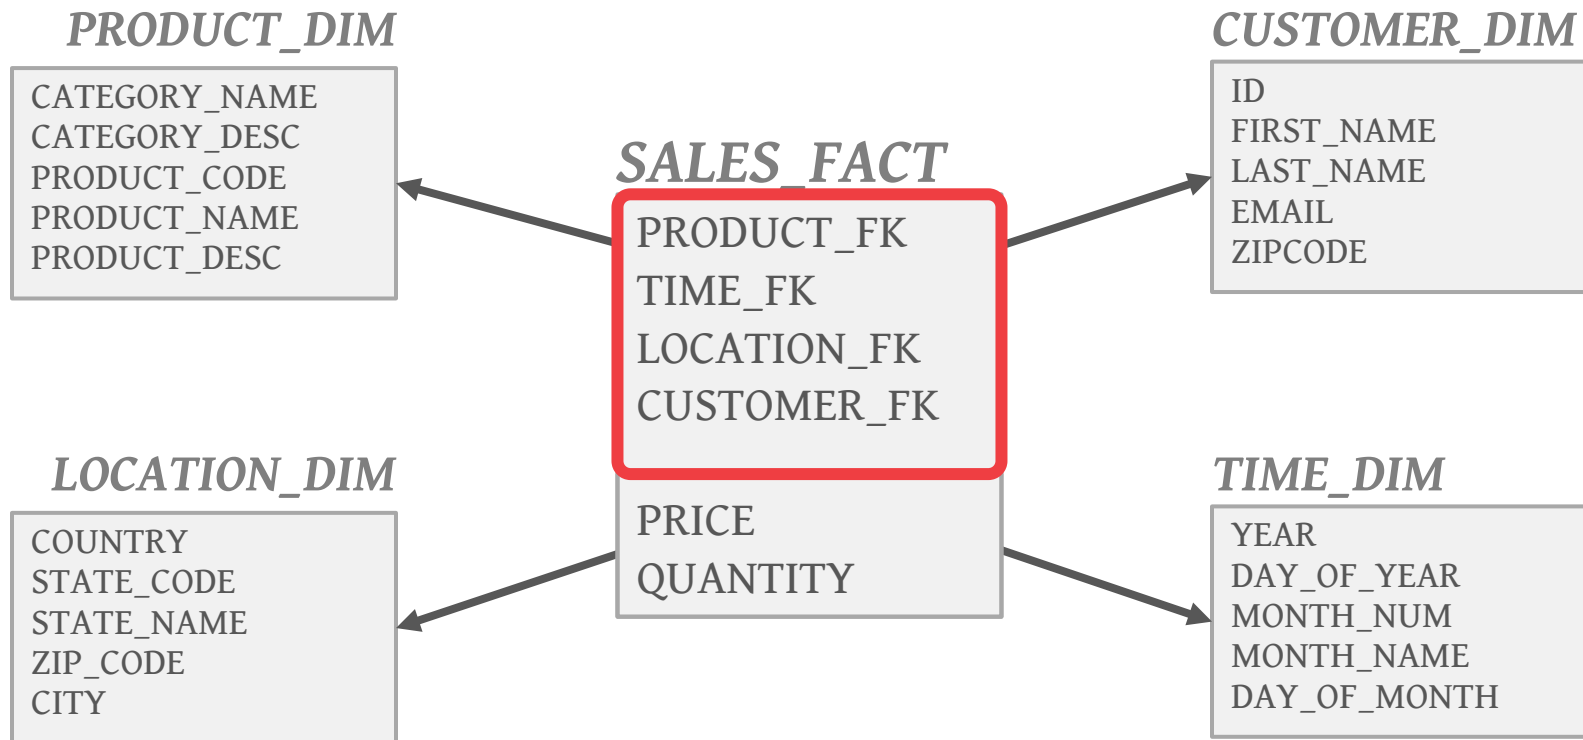 PRODUCT_DIM
CATEGORY_NAME
CATEGORY_DESC
PRODUCT_CODE
PRODUCT_NAME
PRODUCT_DESC
SALES_FACT
PRODUCT_FK
TIME_FK
LOCATION_FK
CUSTOMER_FK
PRICE
QUANTITY
CUSTOMER_DIM
ID
FIRST_NAME
LAST_NAME
EMAIL
ZIPCODE
LOCATION_DIM
COUNTRY
STATE_CODE
STATE_NAME
ZIP_CODE
CITY
TIME_DIM
YEAR
DAY_OF_YEAR
MONTH_NUM
MONTH_NAME
DAY_OF_MONTH